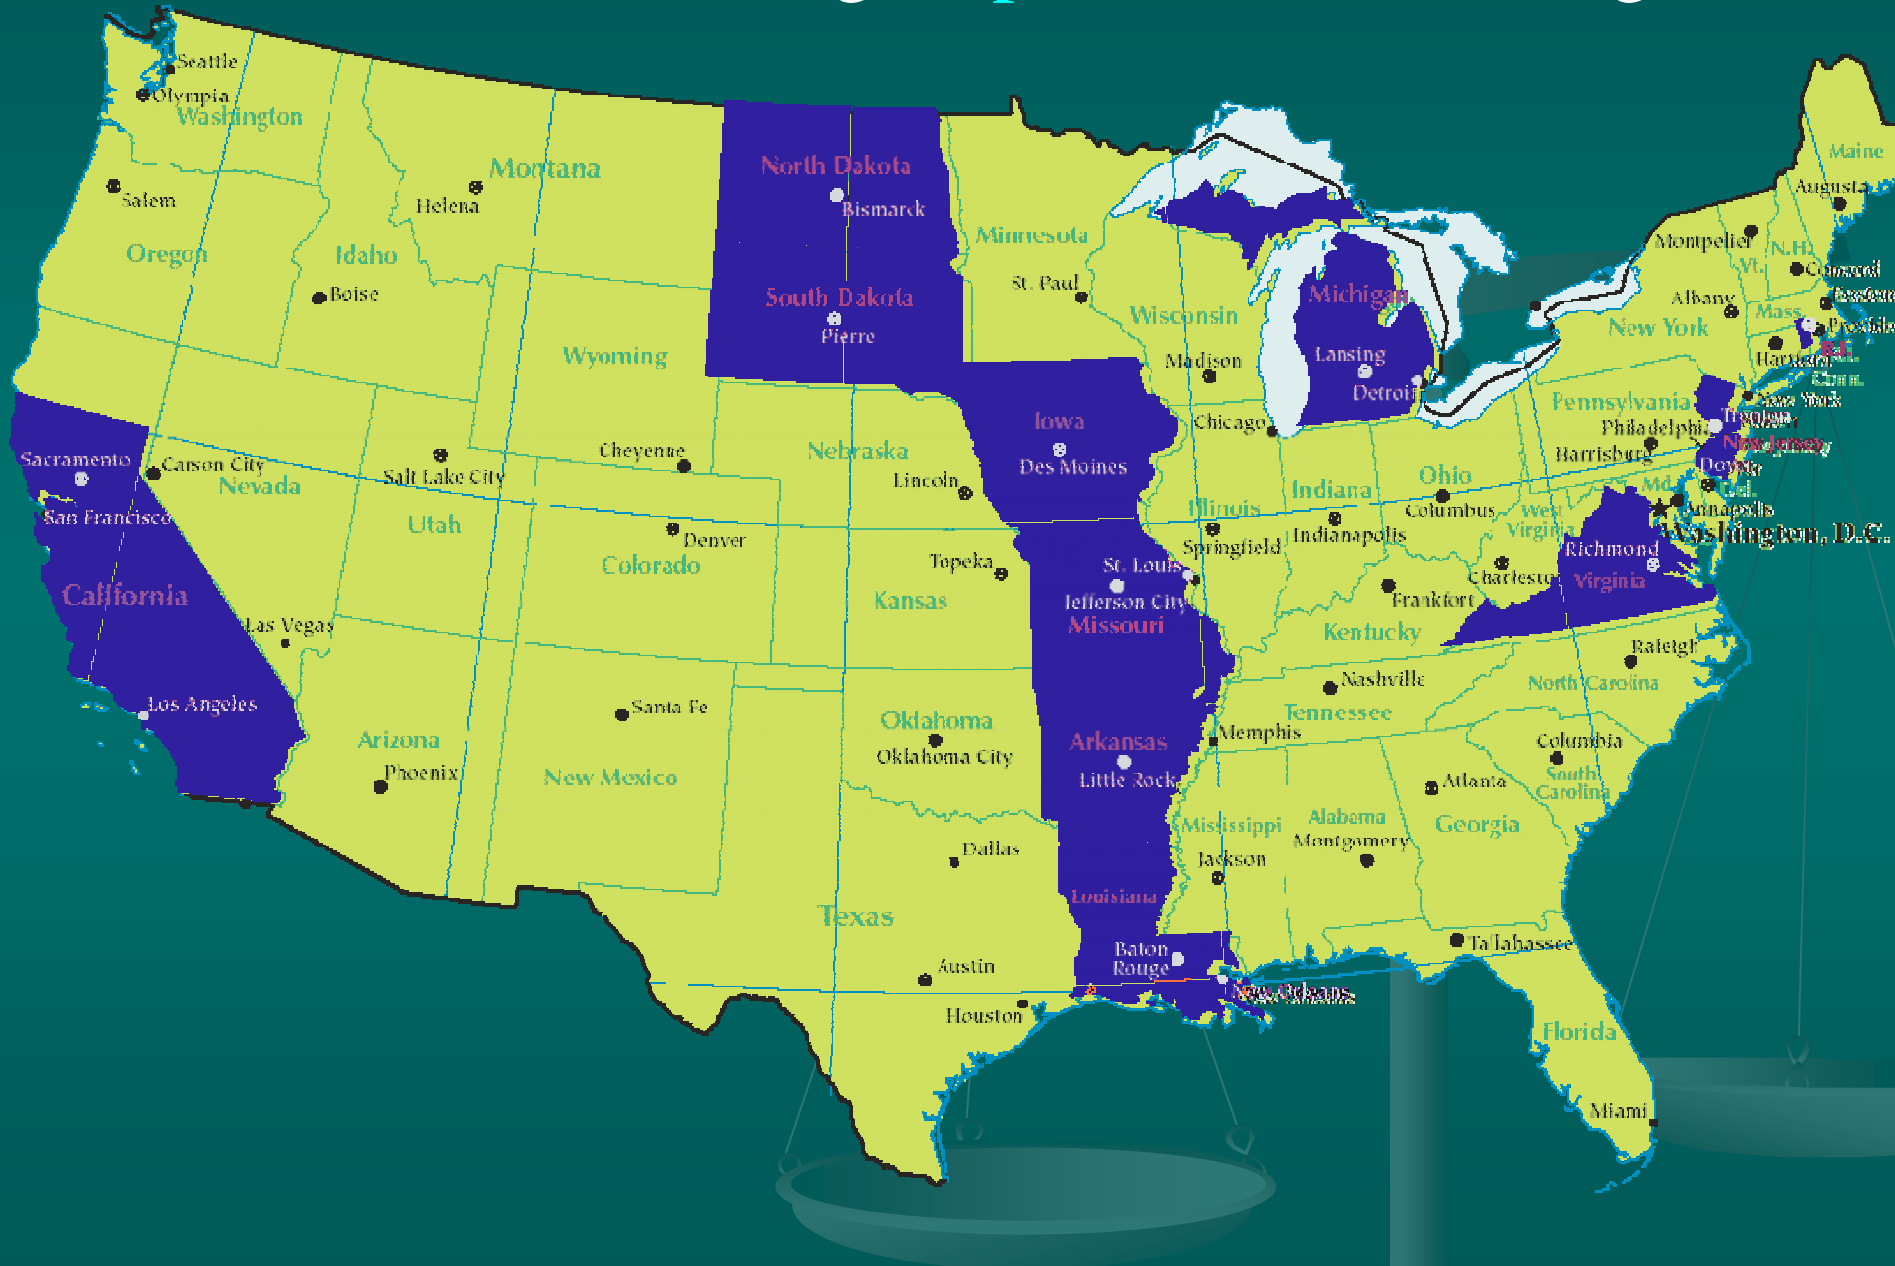 Seattle
Olympia
Washington
Montana
Helena
Salem
Oregon
Idaho
Boise
North Dakota
Bismarck
South Dakota
Pierre
Minnesota
St. Paul
Wisconsin
Madison
Michigan
Lansing
Detroit
Maine
Augusta
Montpelier
N.H.
Vt.
Albany
Mass.
New York
R.I.
Conn.
New York
Wyoming
Cheyenne
Nebraska
Lincoln
Iowa
Des Moines
Chicago
Illinois
Springfield
Indiana
Indianapolis
Ohio
Columbus
Pennsylvania
Philadelphia
Harrisburg
Trenton
New Jersey
Dover
Md.
Annapolis
Washington, D.C.
West
Virginia
Richmond
Virginia
Sacramento
San Francisco
California
Los Angeles
Carson City
Nevada
Las Vegas
Salt Lake City
Utah
Denver
Colorado
Topeka
Kansas
St. Louis
Jefferson City
Missouri
Frankfort
Kentucky
Raleigh
North Carolina
Nashville
Tennessee
Memphis
Arizona
Phoenix
Santa Fe
New Mexico
Oklahoma
Oklahoma City
Arkansas
Little Rock
Columbia
South
Carolina
Atlanta
Georgia
Alabama
Montgomery
Mississippi
Jackson
Dallas
Texas
Austin
Houston
Louisiana
Baton
Rouge
Tallahassee
Florida
Miami